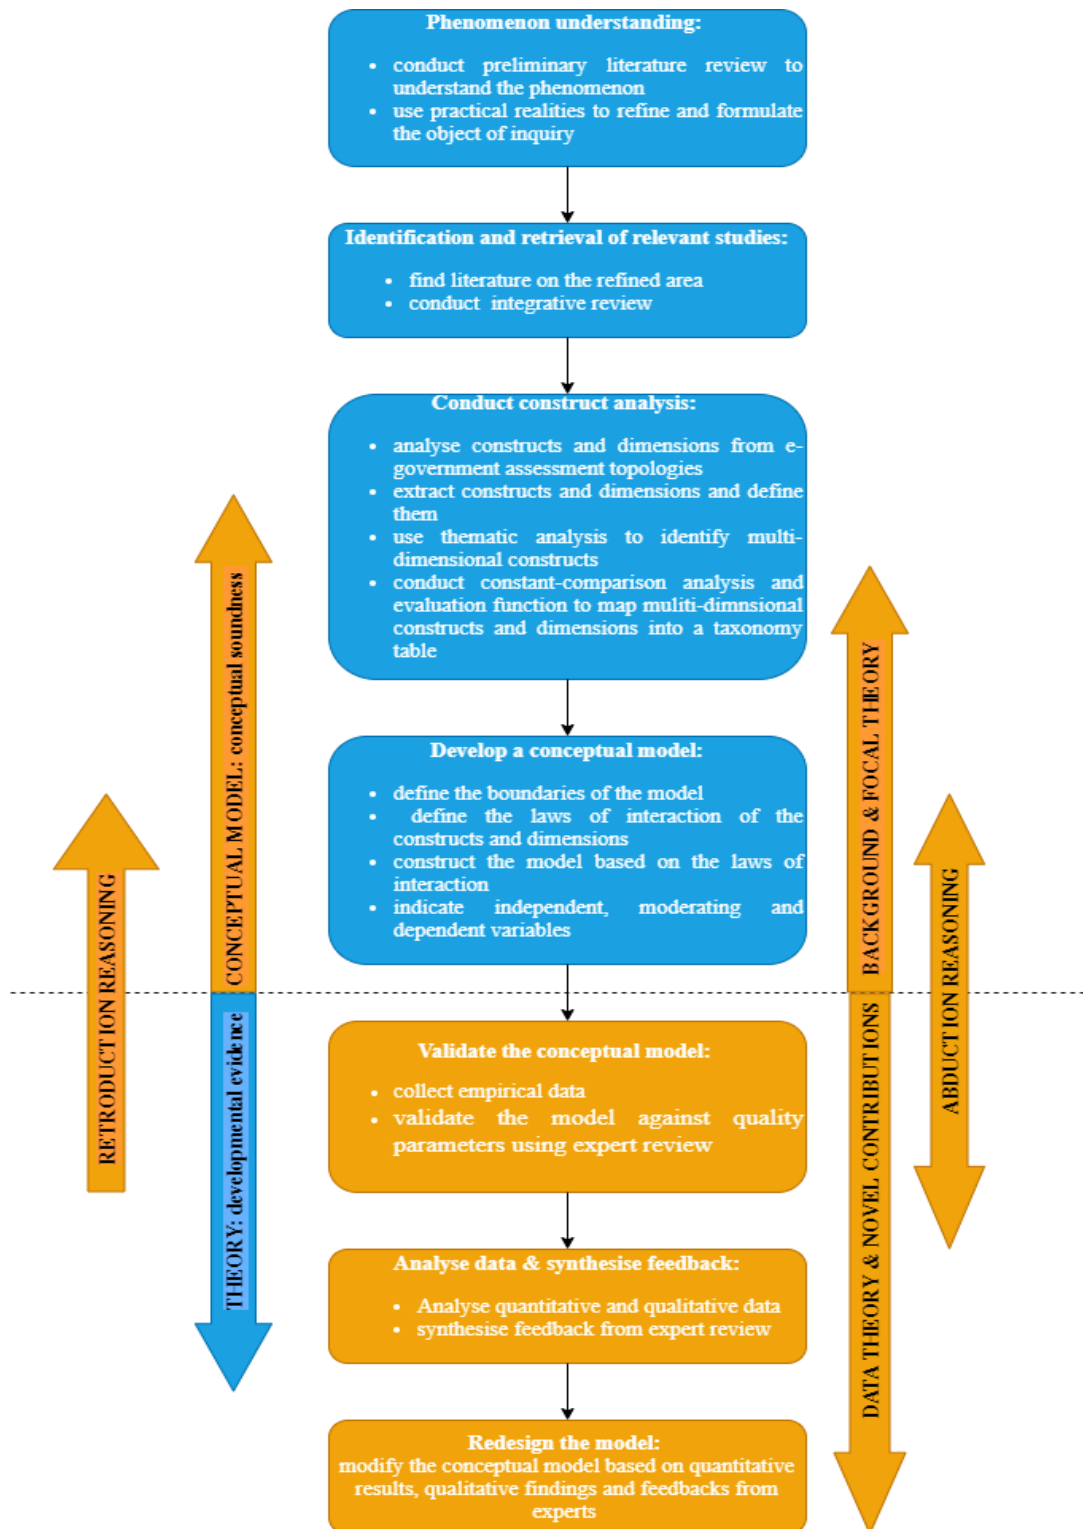 Phenomenon understanding:
• conduct preliminary literature review to
understand the phenomenon
• use practical realities to refine and formulate
the object of inquiry
Identification and retrieval of relevant studies:
• find literature on the refined area
• conduct integrative review
Conduct construct analysis:
• analyse constructs and dimensions from e-
government assessment topologies
• extract constructs and dimensions and define
them
• use thematic analysis to identify multi-
dimensional constructs
• conduct constant-comparison analysis and
evaluation function to map muliti-dimnsional
constructs and dimensions into a taxonomy
table
Develop a conceptual model:
• define the boundaries of the model
• define the laws of interaction of the
constructs and dimensions
• construct the model based on the laws of
interaction
• indicate independent, moderating and
dependent variables
Validate the conceptual model:
• collect empirical data
• validate the model against quality
parameters using expert review
Analyse data & synthesise feedback:
• Analyse quantitative and qualitative data
• synthesise feedback from expert review
Redesign the model:
modify the conceptual model based on quantitative
results, qualitative findings and feedbacks from
experts
RETRODUCTION REASONING
CONCEPTUAL MODEL: conceptual soundness
THEORY: developmental evidence
BACKGROUND & FOCAL THEORY
DATA THEORY & NOVEL CONTRIBUTIONS
ABDUCTION REASONING